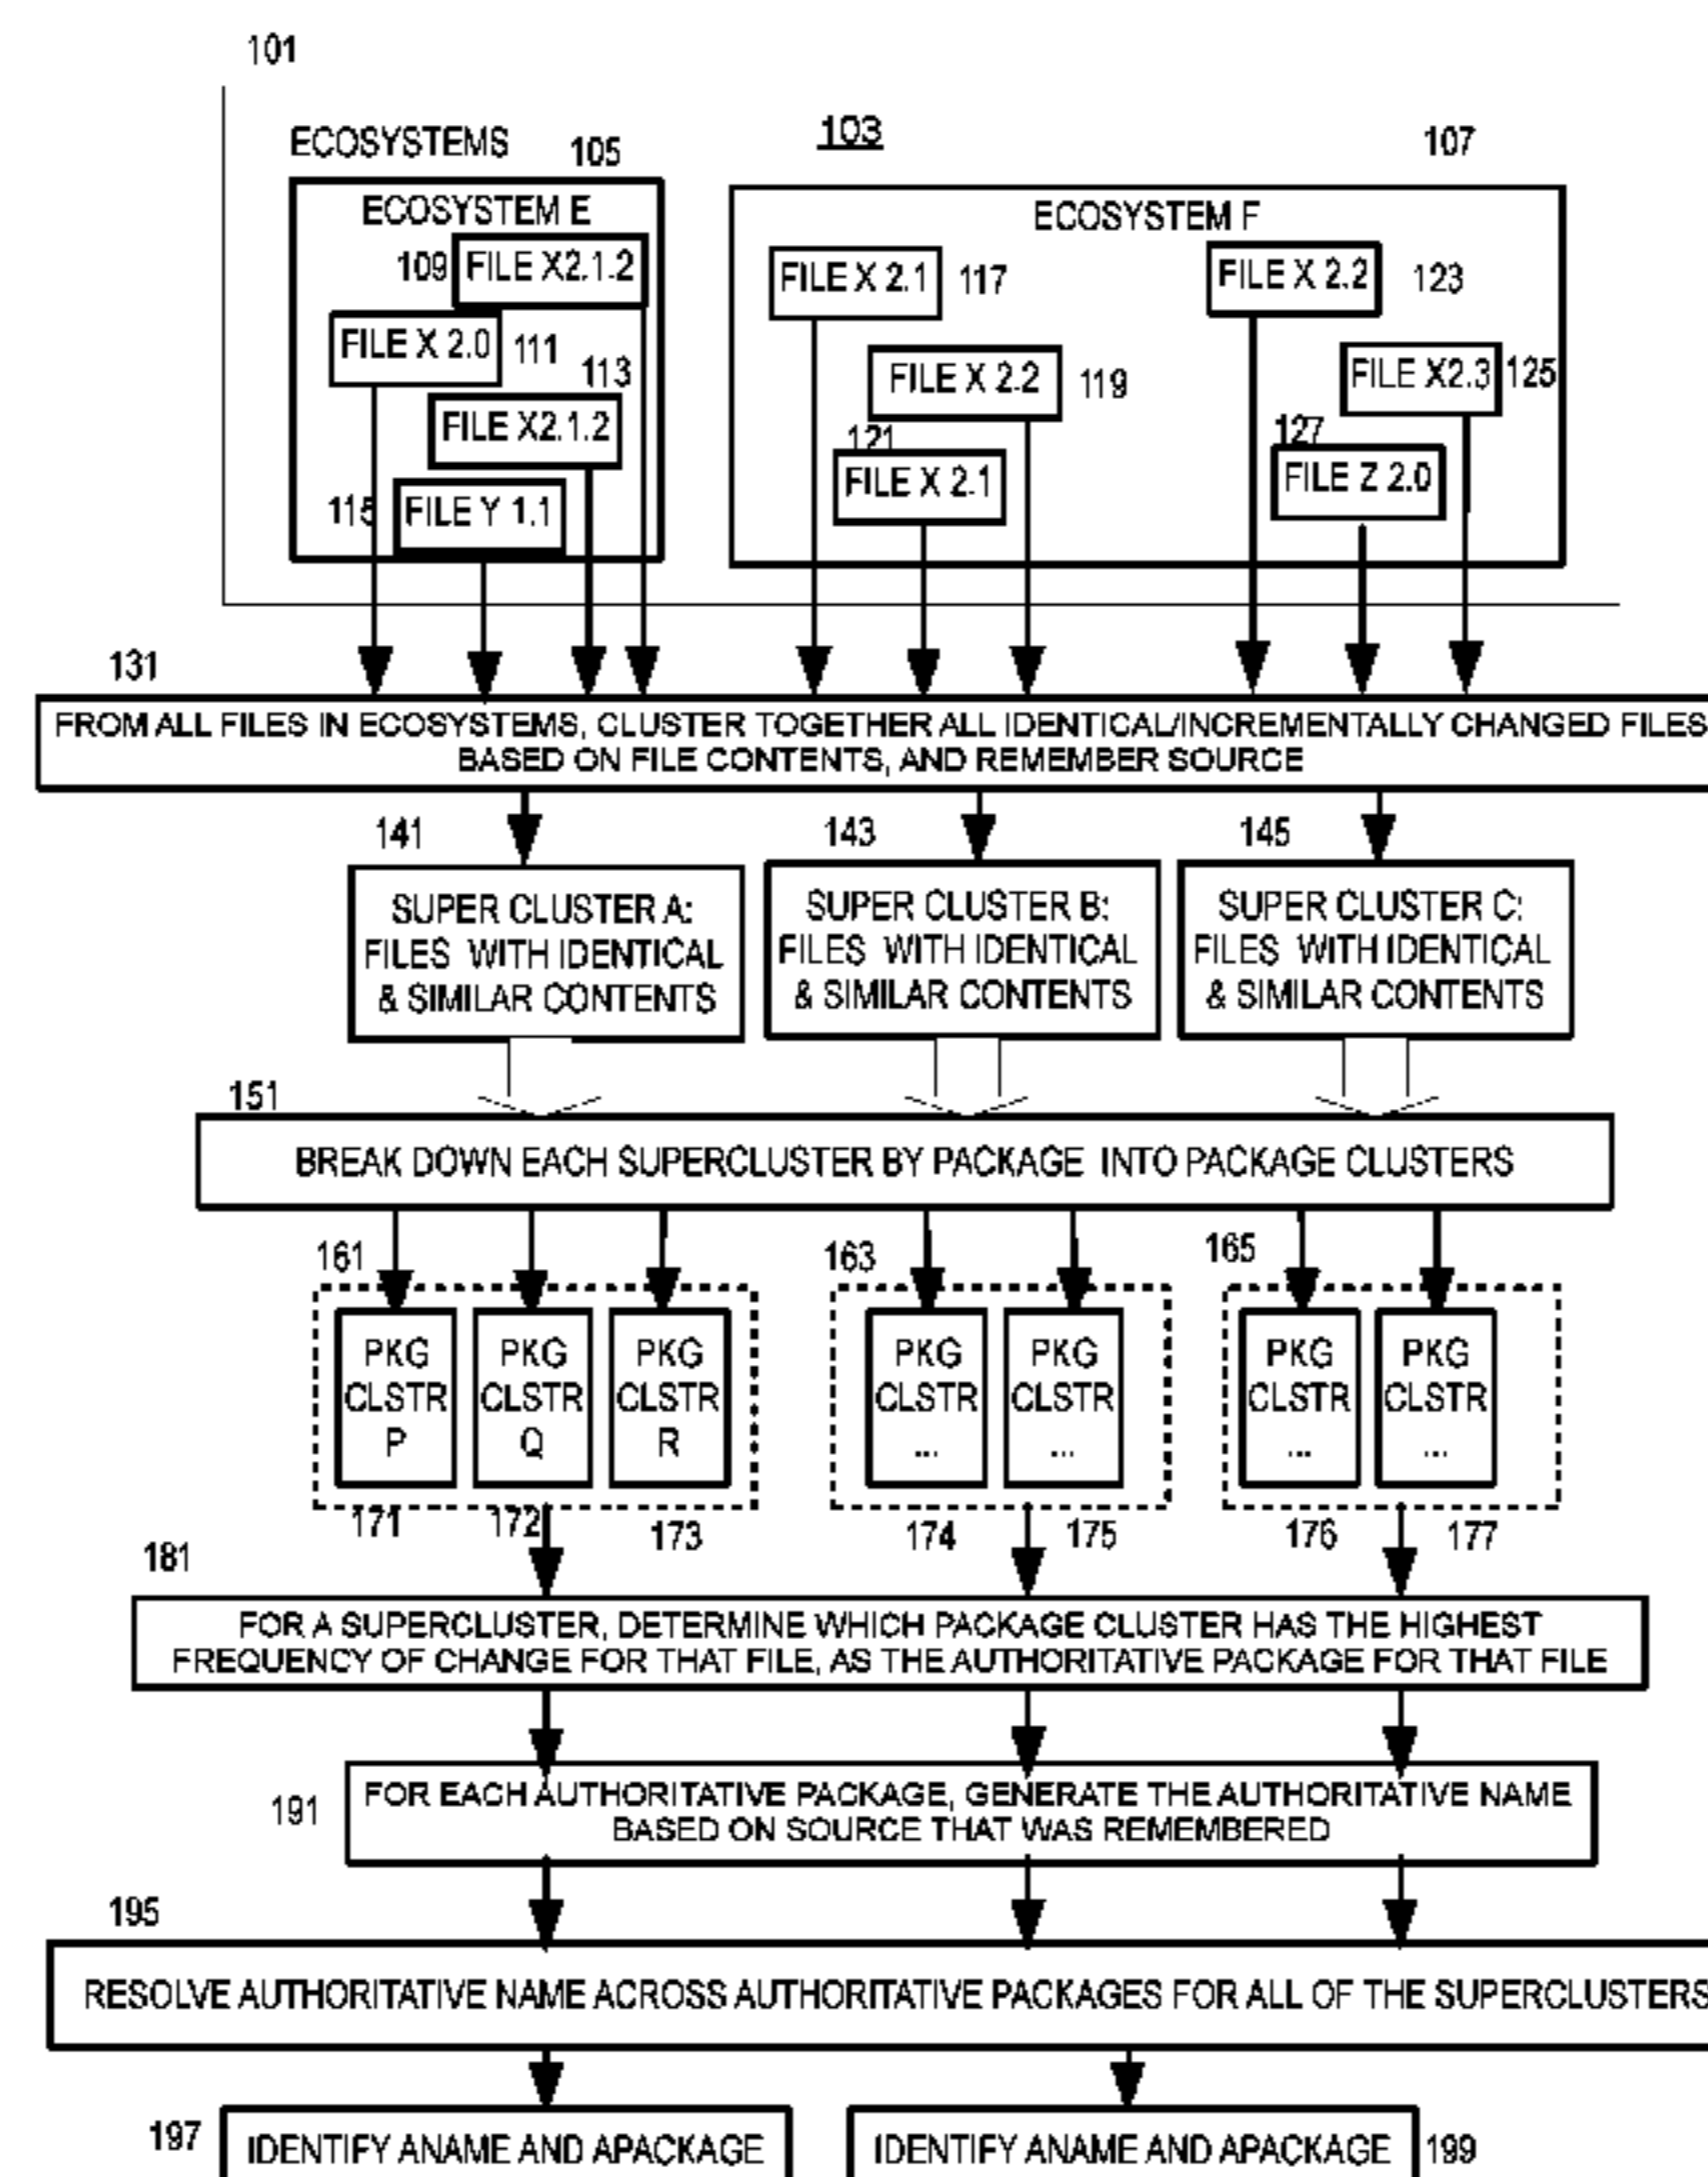 101
ECOSYSTEMS
105
103
107
ECOSYSTEM E
ECOSYSTEM F
109
FILE X2.1.2
FILE X 2.0
111
113
FILE X2.1.2
115
FILE Y 1.1
FILE X 2.1
117
FILE X 2.2
119
121
FILE X 2.1
FILE X 2.2
123
FILE X2.3
125
127
FILE Z 2.0
131
FROM ALL FILES IN ECOSYSTEMS, CLUSTER TOGETHER ALL IDENTICAL/INCREMENTALLY CHANGED FILES
BASED ON FILE CONTENTS, AND REMEMBER SOURCE
141
143
145
SUPER CLUSTER A:
FILES WITH IDENTICAL
& SIMILAR CONTENTS
SUPER CLUSTER B:
FILES WITH IDENTICAL
& SIMILAR CONTENTS
SUPER CLUSTER C:
FILES WITH IDENTICAL
& SIMILAR CONTENTS
151
BREAK DOWN EACH SUPERCLUSTER BY PACKAGE INTO PACKAGE CLUSTERS
161
163
165
PKG
CLSTR
P
PKG
CLSTR
Q
PKG
CLSTR
R
PKG
CLSTR
...
PKG
CLSTR
...
PKG
CLSTR
...
PKG
CLSTR
...
171
172
173
174
175
176
177
181
FOR A SUPERCLUSTER, DETERMINE WHICH PACKAGE CLUSTER HAS THE HIGHEST
FREQUENCY OF CHANGE FOR THAT FILE, AS THE AUTHORITATIVE PACKAGE FOR THAT FILE
191
FOR EACH AUTHORITATIVE PACKAGE, GENERATE THE AUTHORITATIVE NAME
BASED ON SOURCE THAT WAS REMEMBERED
195
RESOLVE AUTHORITATIVE NAME ACROSS AUTHORITATIVE PACKAGES FOR ALL OF THE SUPERCLUSTERS
197
IDENTIFY ANAME AND APACKAGE
IDENTIFY ANAME AND APACKAGE
199